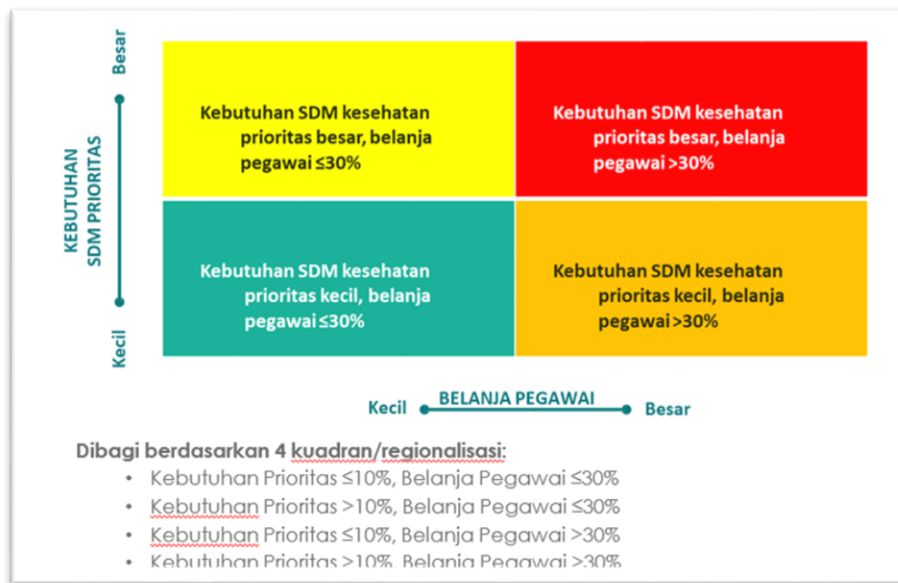 Besar
KEBUTUHAN
SDM PRIORITAS
Kecil
Kebutuhan SDM kesehatan
prioritas besar, belanja
pegawai ≤30%
Kebutuhan SDM kesehatan
prioritas besar, belanja
pegawai >30%
Kebutuhan SDM kesehatan
prioritas kecil, belanja
pegawai ≤30%
Kebutuhan SDM kesehatan
prioritas kecil, belanja
pegawai >30%
Kecil BELANJA PEGAWAI Besar
Dibagi berdasarkan 4 kuadran/regionalisasi:
• Kebutuhan Prioritas ≤10%, Belanja Pegawai ≤30%
• Kebutuhan Prioritas >10%, Belanja Pegawai ≤30%
• Kebutuhan Prioritas ≤10%, Belanja Pegawai >30%
• Kebutuhan Prioritas >10%, Belanja Pegawai >30%